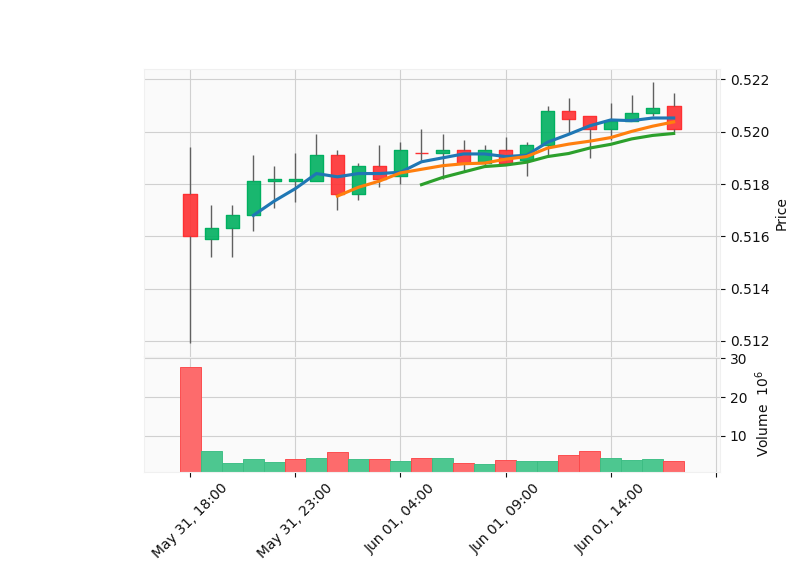 0.522
0.520
0.518
0.516
0.514
0.512
Price
30
20
10
Volume 10^6
May 31, 18:00
May 31, 23:00
Jun 01, 04:00
Jun 01, 09:00
Jun 01, 14:00